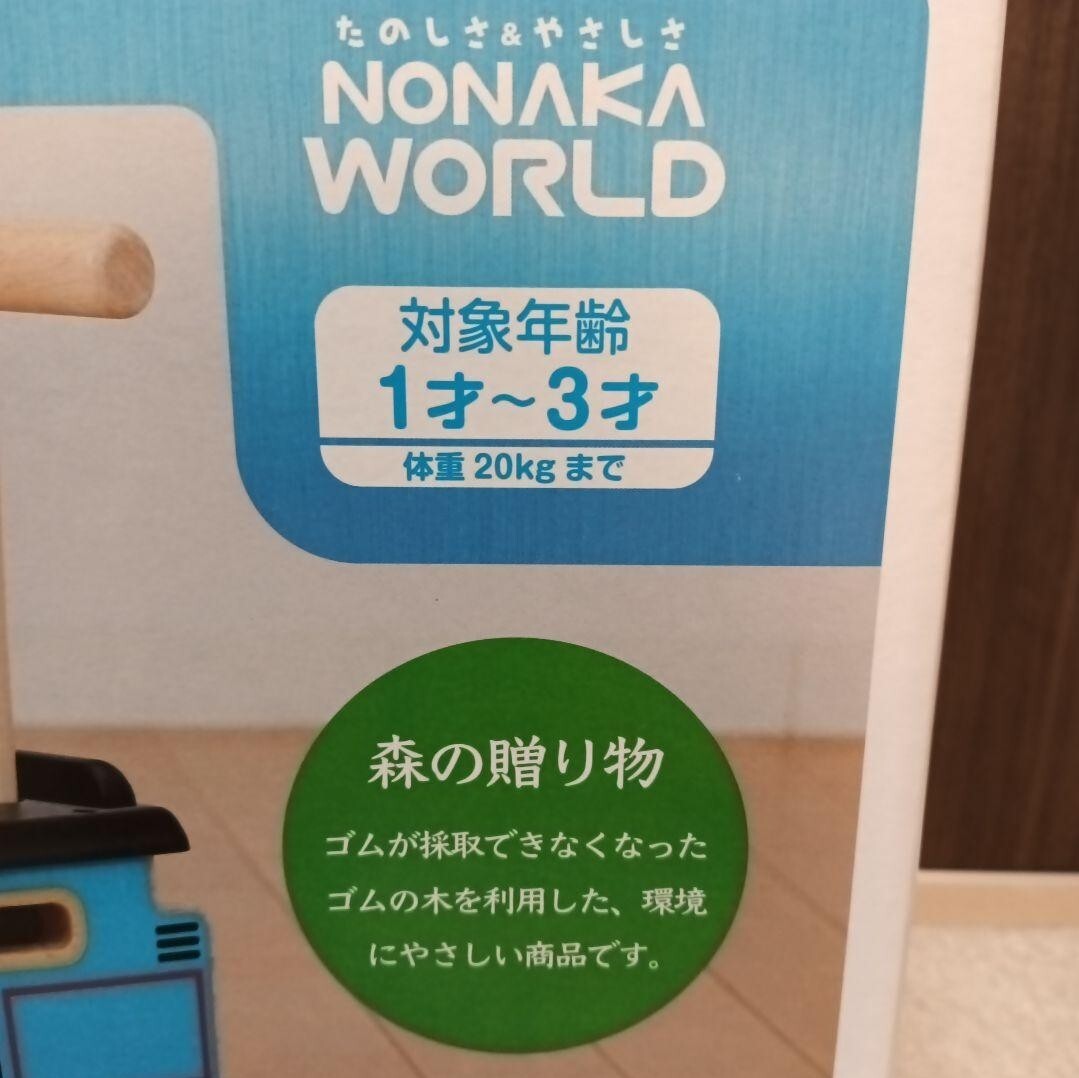 たのしさ&やさしさ
NONAKA
WORLD
対象年齢
1才～3才
体重 20kg まで
森の贈り物
ゴムが採取できなくなった
ゴムの木を利用した、環境
にやさしい商品です。